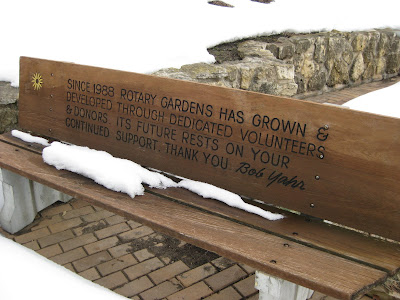 SINCE 1988 ROTARY GARDENS HAS GROWN &
DEVELOPED THROUGH DEDICATED VOLUNTEERS
& DONORS. ITS FUTURE RESTS ON YOUR
CONTINUED SUPPORT. THANK YOU. Bob Yahr